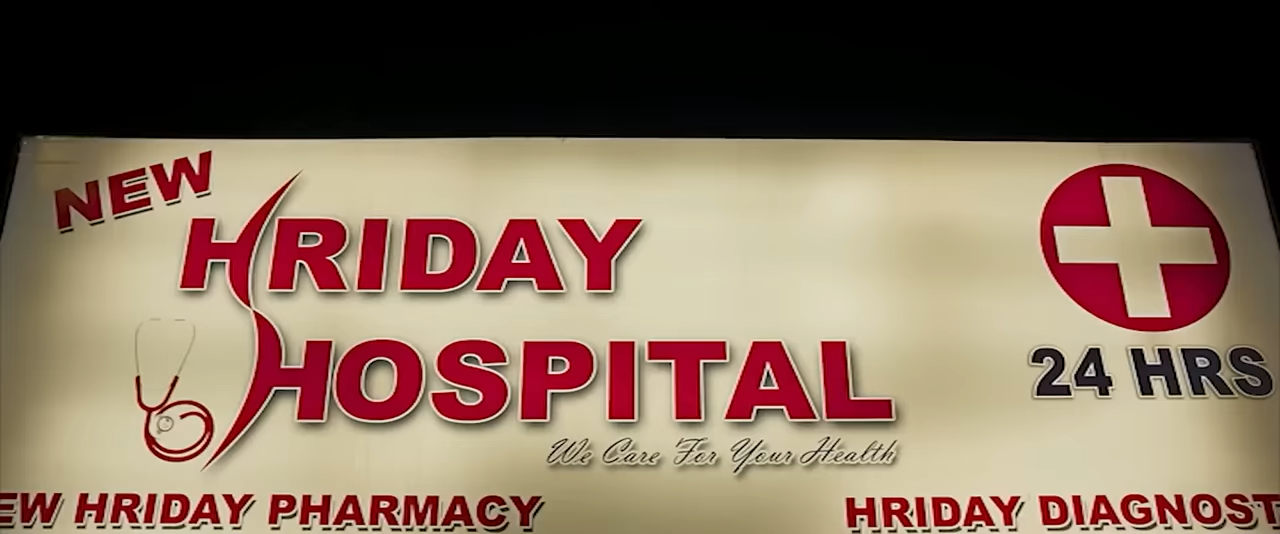 NEW
HRIDAY
HOSPITAL
We Care For Your Health
24 HRS
EW HRIDAY PHARMACY
HRIDAY DIAGNOST